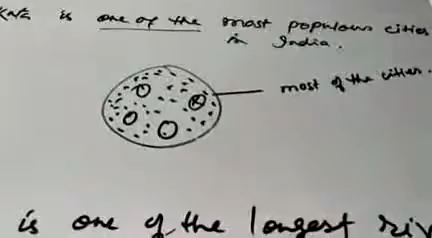 is one of the most populous cities
in India.
most of the cities.
is one of the longest